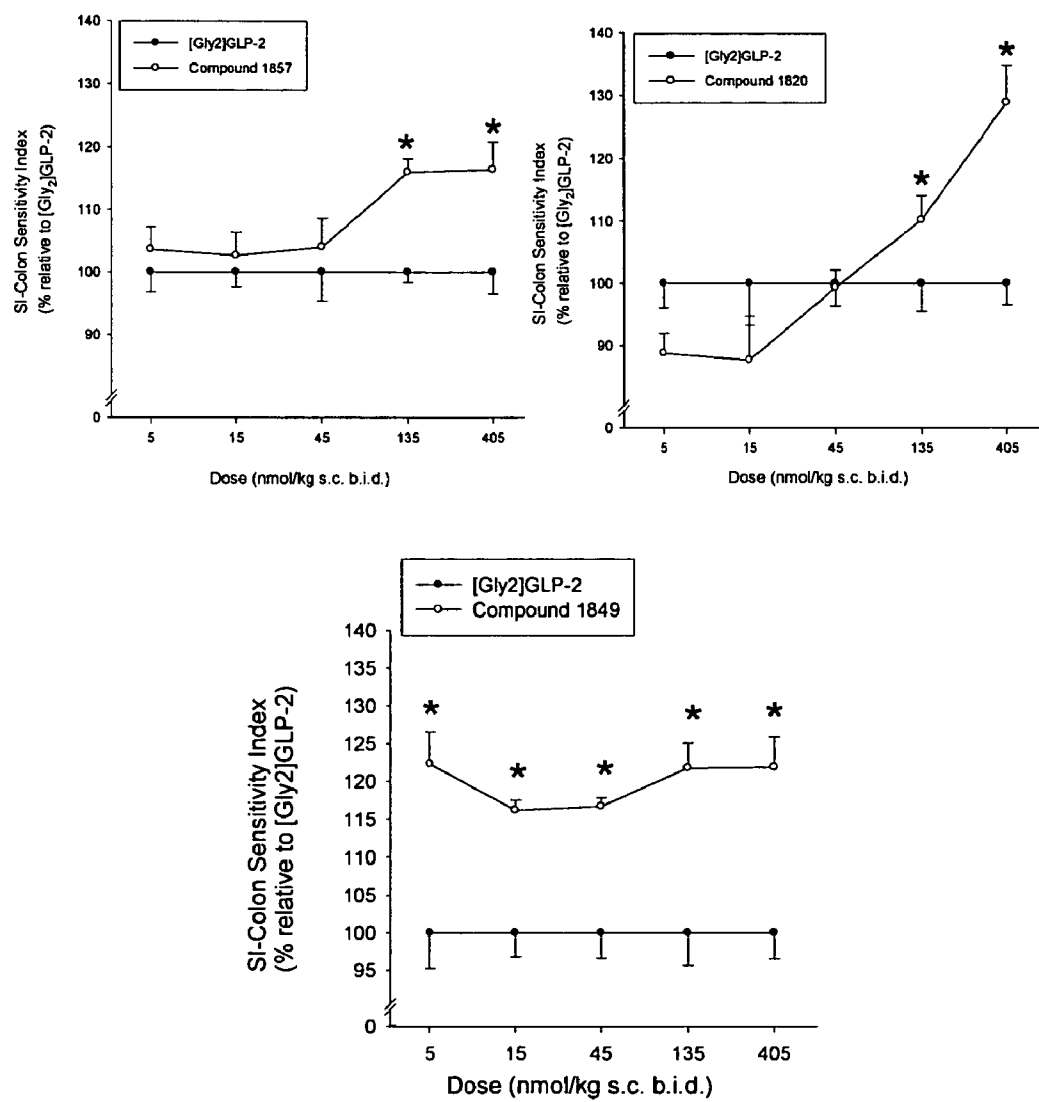 [Gly2]GLP-2
Compound 1857
SI-Colon Sensitivity Index
(% relative to [Gly2]GLP-2)
140
130
120
110
100
90
0
* *
5 15 45 135 405
Dose (nmol/kg s.c. b.i.d.)
[Gly2]GLP-2
Compound 1820
SI-Colon Sensitivity Index
(% relative to [Gly2]GLP-2)
140
130
120
110
100
90
0
* *
5 15 45 135 405
Dose (nmol/kg s.c. b.i.d.)
[Gly2]GLP-2
Compound 1849
SI-Colon Sensitivity Index
(% relative to [Gly2]GLP-2)
140
135
130
125
120
115
110
105
100
95
0
* * * * *
5 15 45 135 405
Dose (nmol/kg s.c. b.i.d.)